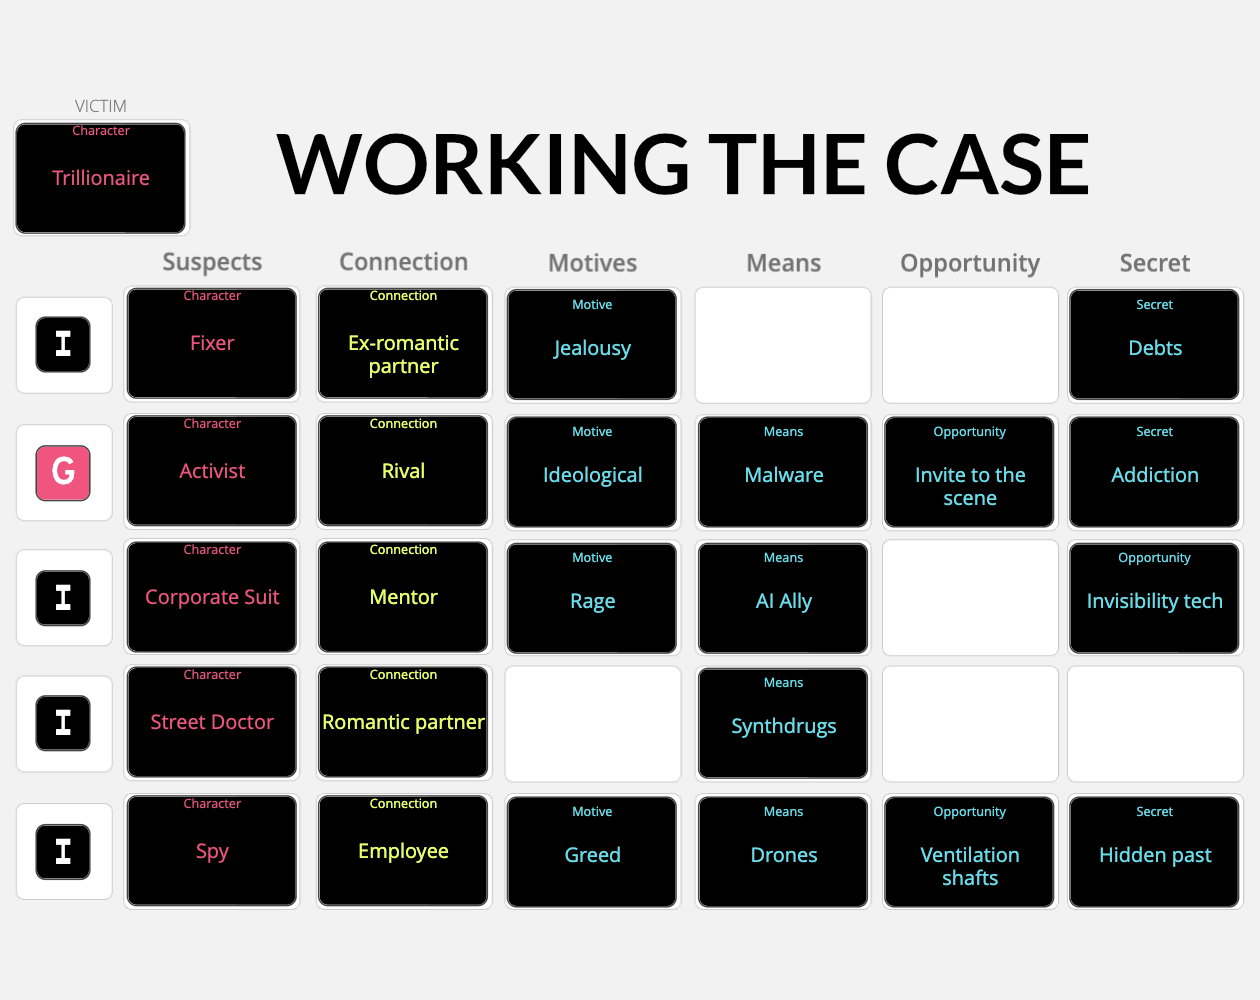 VICTIM
Character
Trillionaire
WORKING THE CASE
Suspects Connection Motives Means Opportunity Secret
I
Character
Fixer
Connection
Ex-romantic
partner
Motive
Jealousy
Secret
Debts
G
Character
Activist
Connection
Rival
Motive
Ideological
Means
Malware
Opportunity
Invite to the
scene
Secret
Addiction
I
Character
Corporate Suit
Connection
Mentor
Motive
Rage
Means
AI Ally
Opportunity
Invisibility tech
I
Character
Street Doctor
Connection
Romantic partner
Means
Synthdrugs
I
Character
Spy
Connection
Employee
Motive
Greed
Means
Drones
Opportunity
Ventilation
shafts
Secret
Hidden past